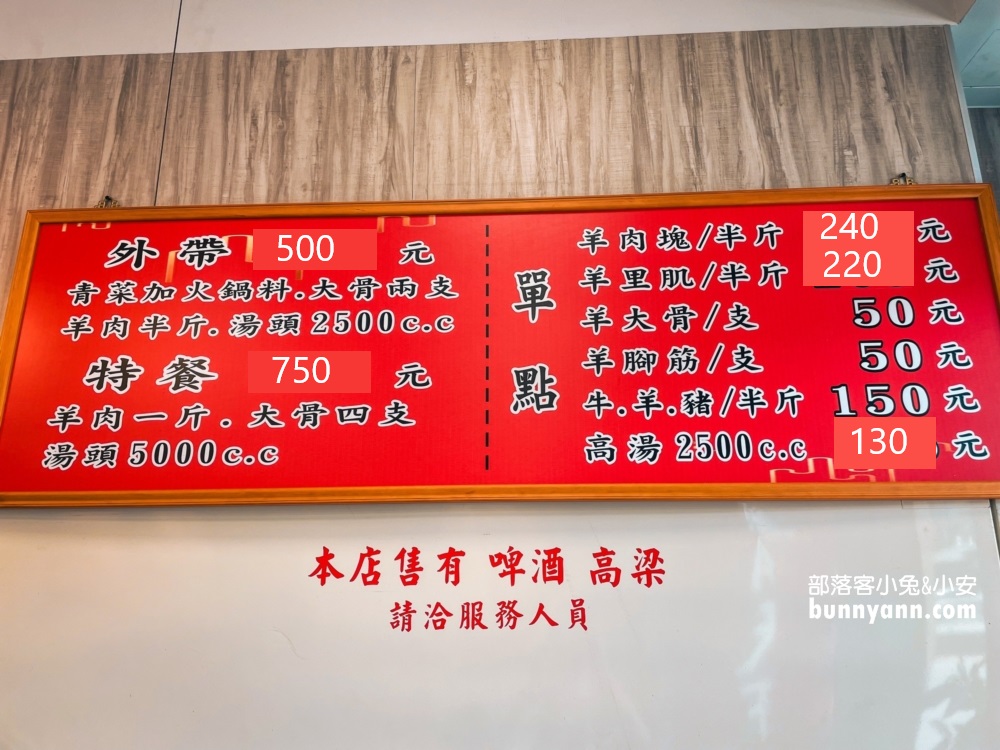 外帶 500 元
青菜加火鍋料.大骨兩支
羊肉半斤.湯頭2500c.c
特餐 750 元
羊肉一斤.大骨四支
湯頭5000c.c
單點
羊肉塊/半斤 240 元
羊里肌/半斤 220 元
羊大骨/支 50元
羊腳筋/支 50元
牛.羊.豬/半斤 150元
高湯2500c.c 130 元
本店售有 啤酒 高梁
請洽服務人員
部落客小兔&小安
bunnyann.com